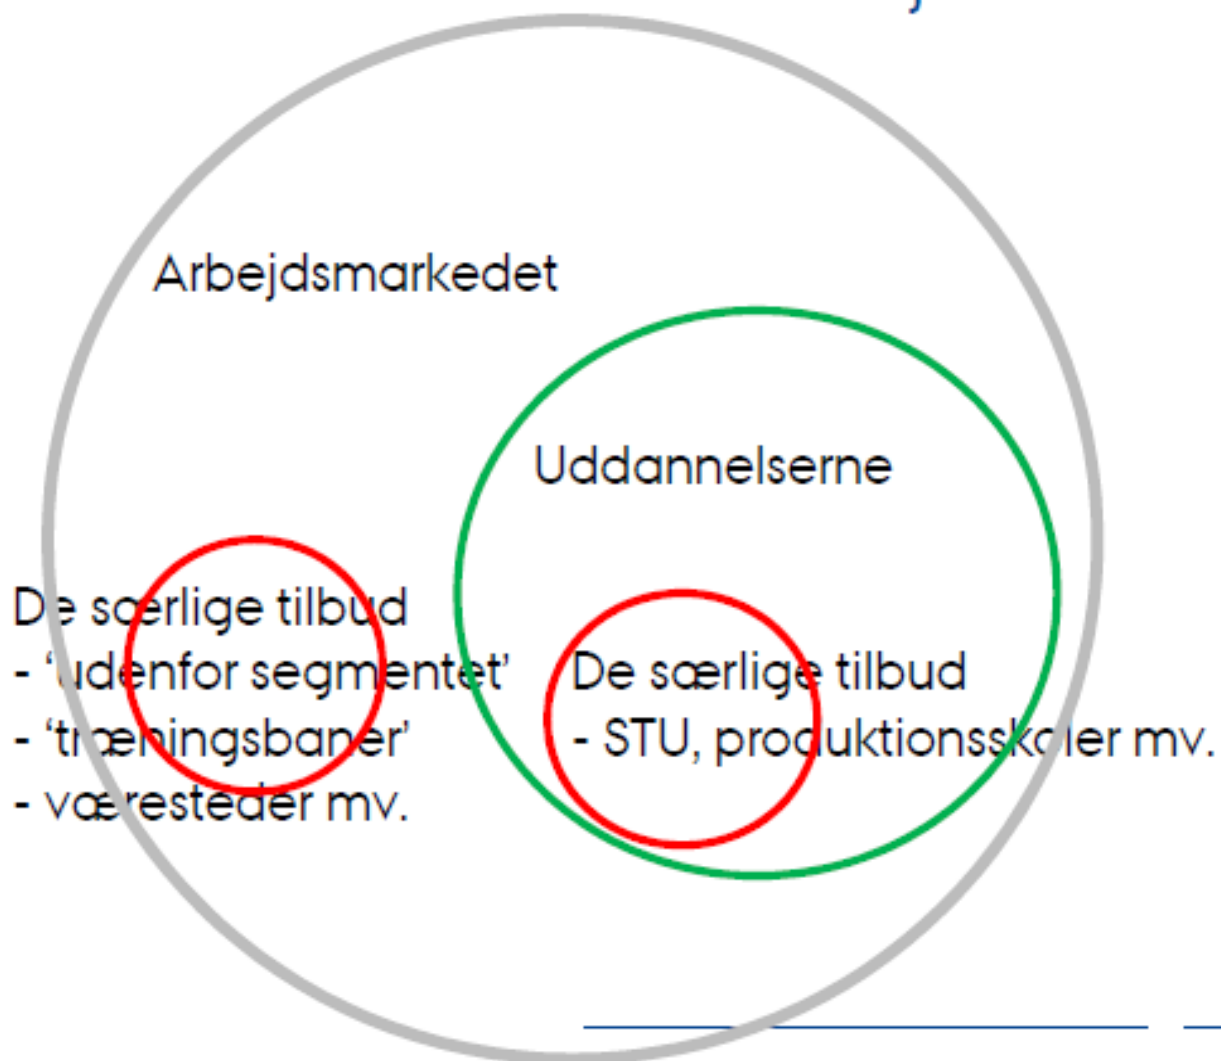 Arbejdsmarkedet
Uddannelserne
De særlige tilbud
- ‘udenfor segmentet’
- ‘træningsbaner’
- væresteder mv.
De særlige tilbud
- STU, produktionsskoler mv.